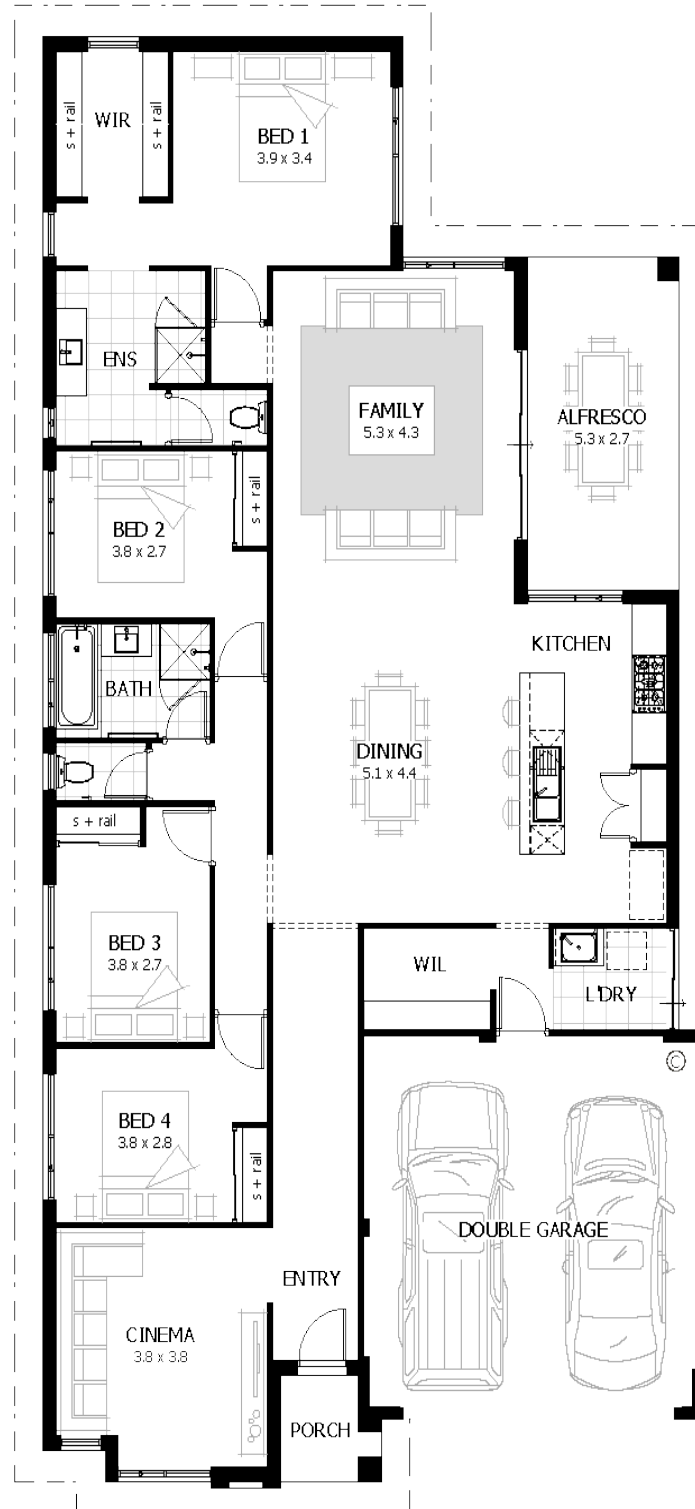 s + rail
WIR
s + rail
BED 1
3.9 x 3.4
ENS
FAMILY
5.3 x 4.3
ALFRESCO
5.3 x 2.7
BED 2
3.8 x 2.7
s + rail
KITCHEN
BATH
DINING
5.1 x 4.4
s + rail
BED 3
3.8 x 2.7
WIL
L'DRY
©
BED 4
3.8 x 2.8
s + rail
DOUBLE GARAGE
ENTRY
CINEMA
3.8 x 3.8
PORCH